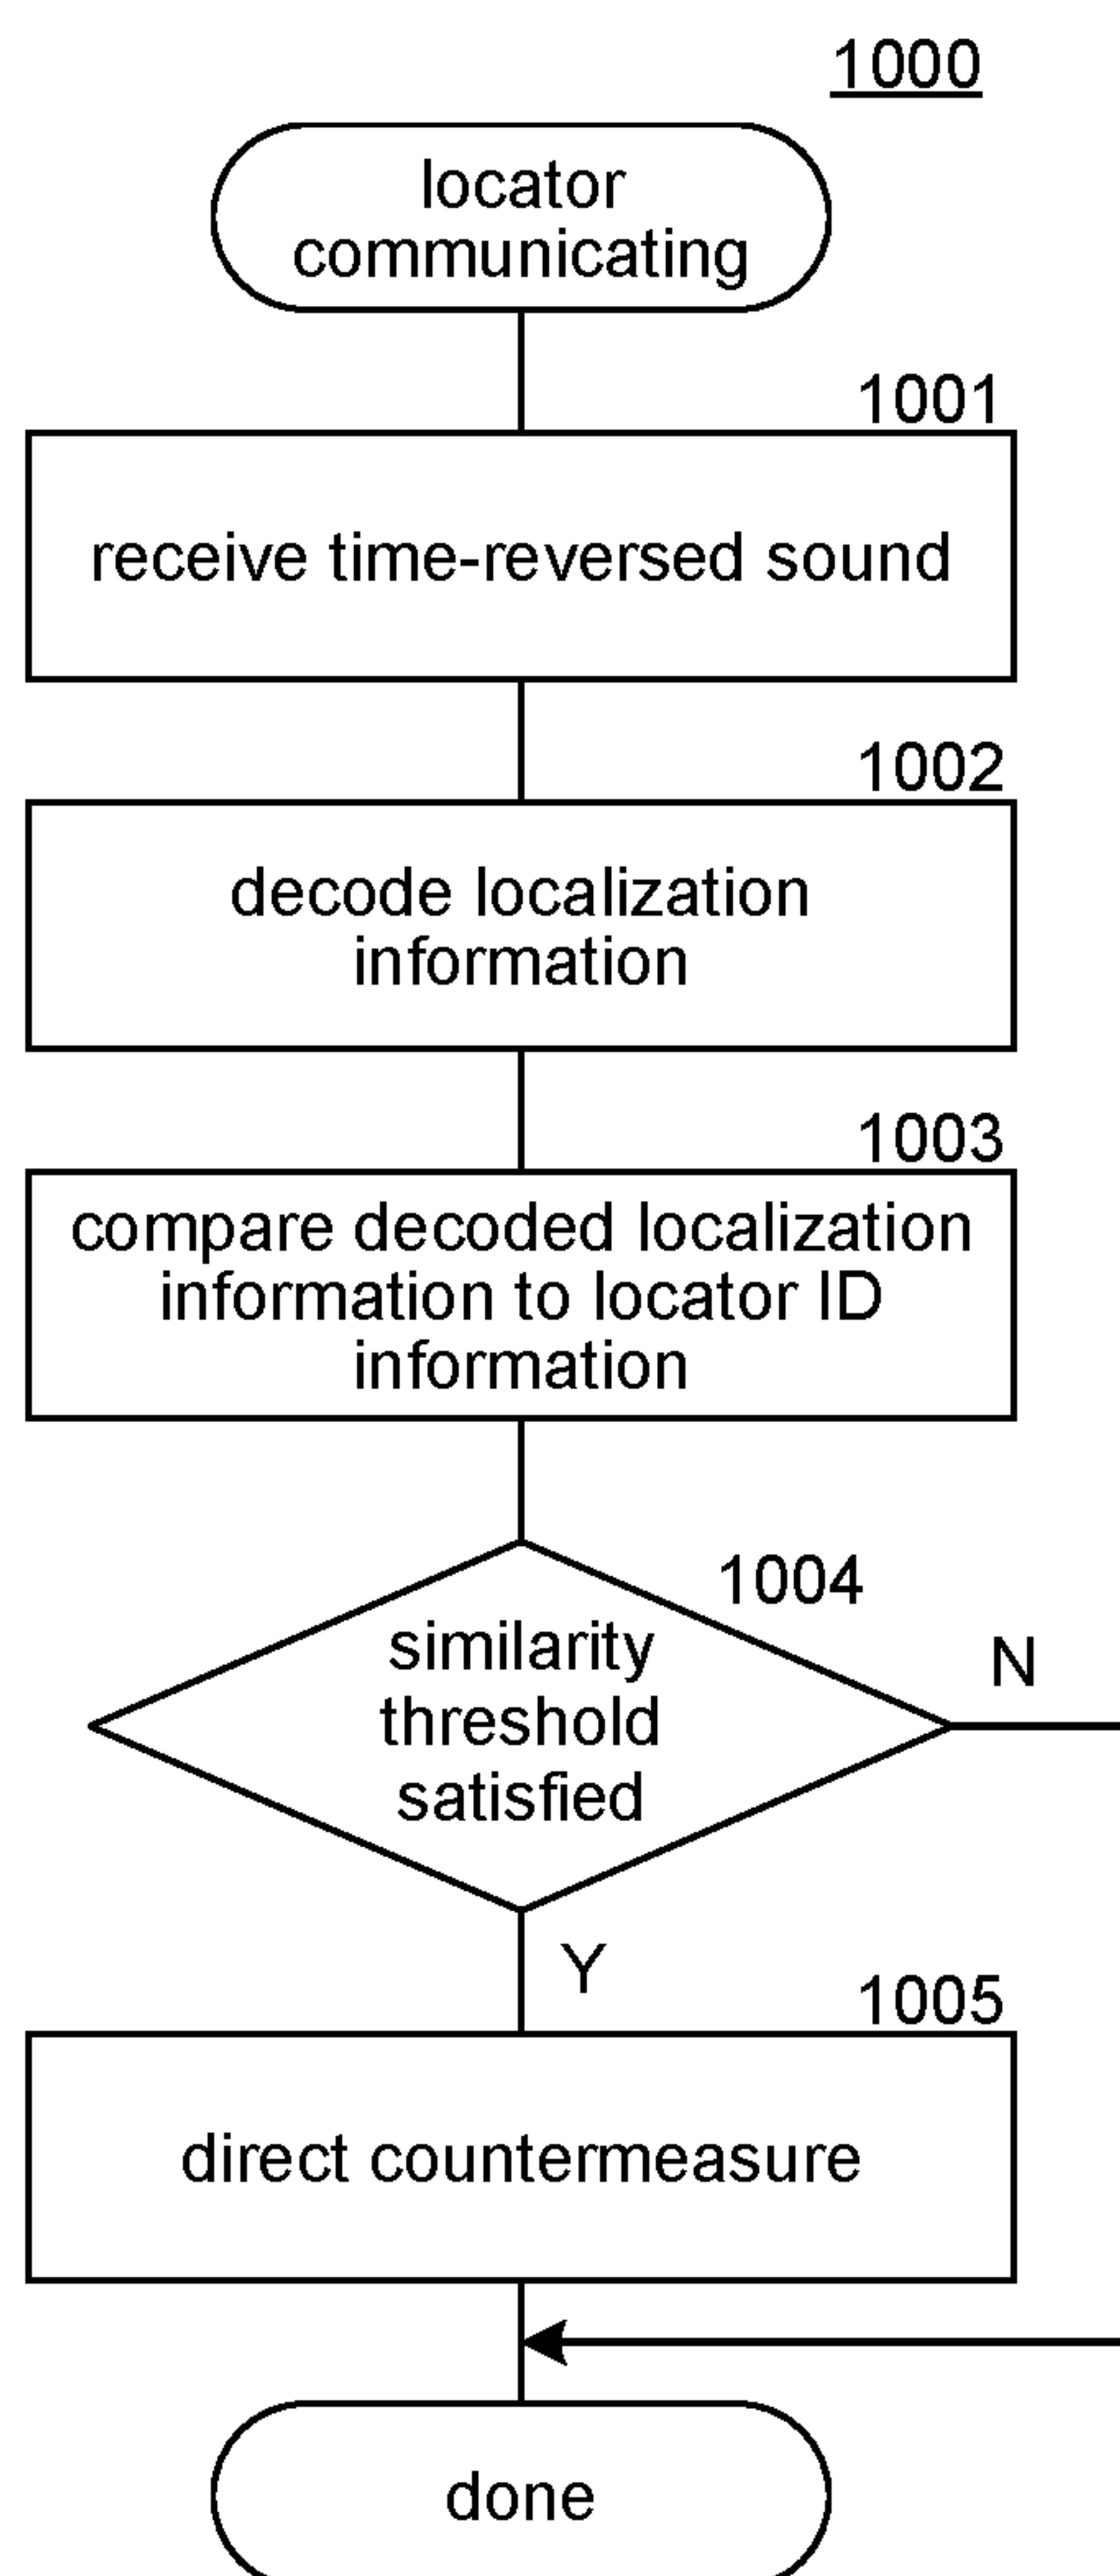 1000
locator
communicating
1001
receive time-reversed sound
1002
decode localization
information
1003
compare decoded localization
information to locator ID
information
1004
similarity
threshold
satisfied
N
Y
1005
direct countermeasure
done